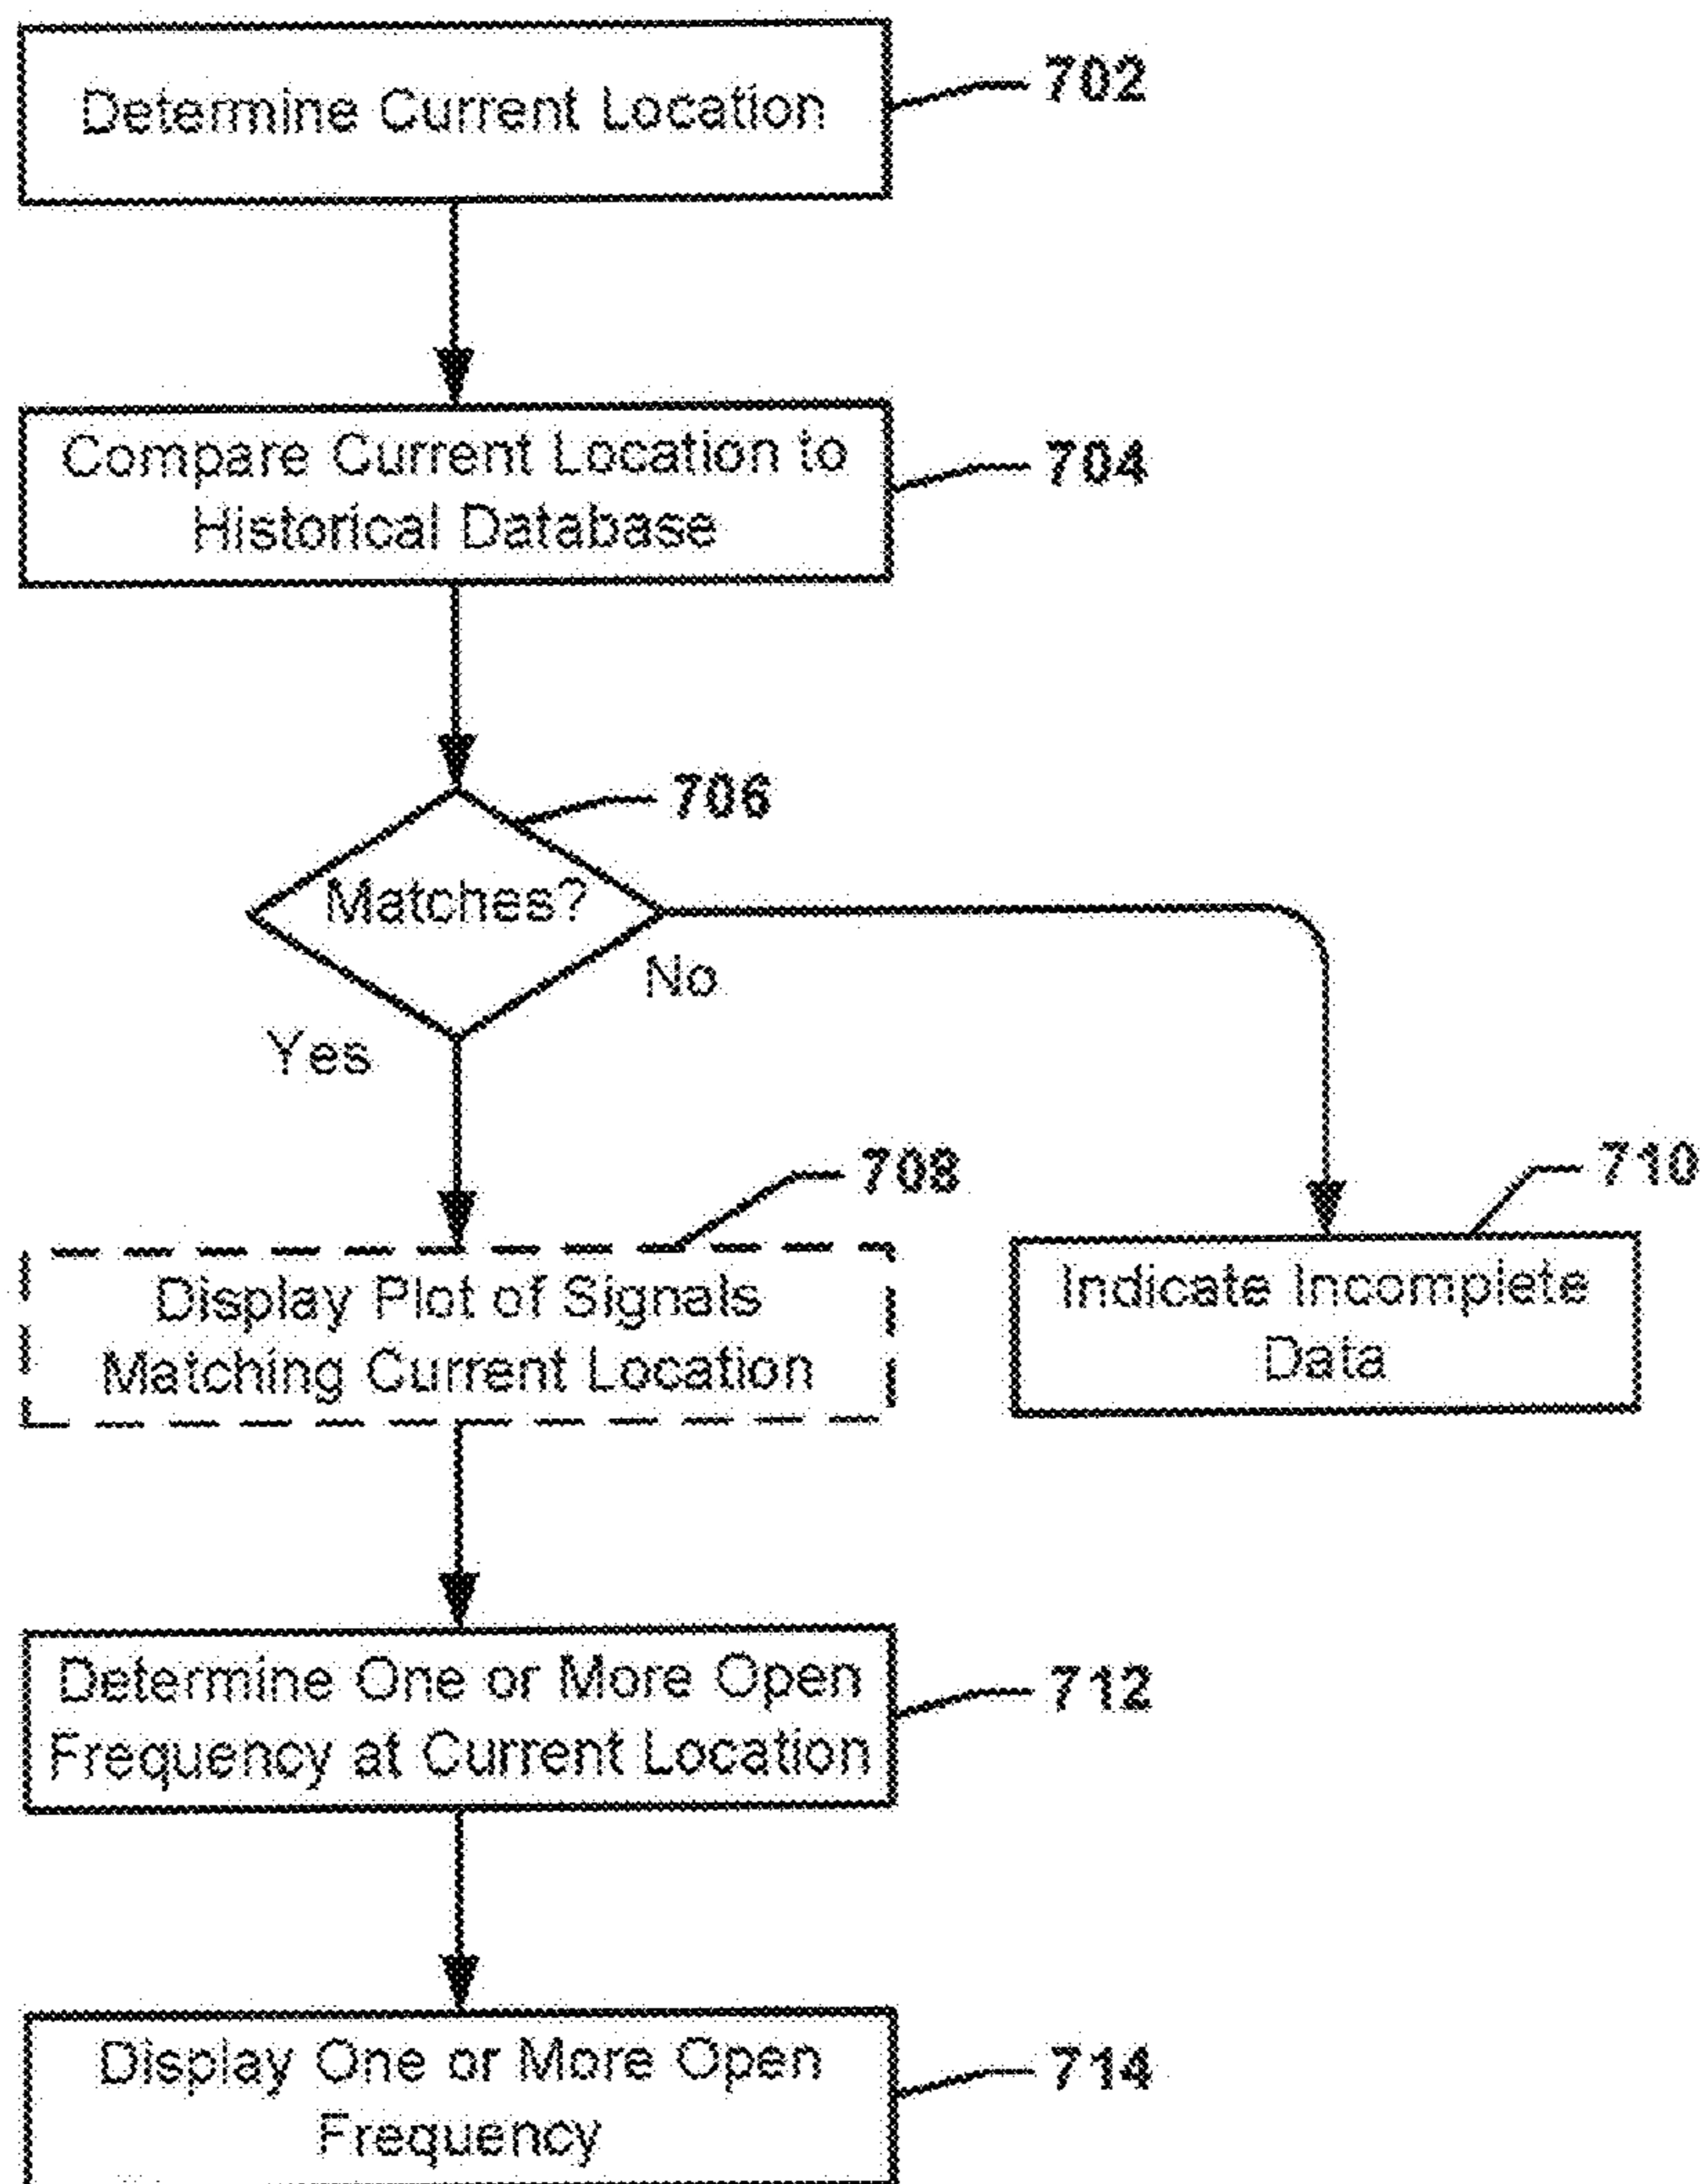 Determine Current Location
702
Compare Current Location to
Historical Database
704
706
Matches?
No
Yes
708
710
Display Plot of Signals
Matching Current Location
Indicate Incomplete
Data
Determine One or More Open
Frequency at Current Location
712
Display One or More Open
Frequency
714